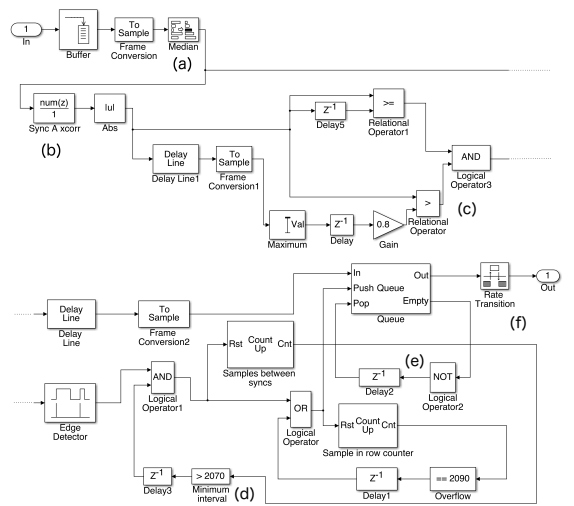 1
In
Buffer
To
Sample
Frame
Conversion
Median
(a)
num(z)
1
Sync A xcorr
(b)
|u|
Abs
Z-1
Delay5
>=
Relational
Operator1
Delay
Line
Delay Line1
To
Sample
Frame
Conversion1
AND
Logical
Operator3
>
Relational
Operator
(c)
Val
Maximum
Z-1
Delay
0.8
Gain
Delay
Line
Delay
Line
To
Sample
Frame
Conversion2
In
Push Queue
Pop
Out
Empty
Queue
Rate
Transition
1
Out
(f)
Rst Count Up Cnt
Samples between
syncs
(e)
Z-1
Delay2
NOT
Logical
Operator2
Edge
Detector
AND
Logical
Operator1
OR
Logical
Operator
Rst Count Up Cnt
Sample in row counter
Z-1
Delay3
> 2070
Minimum
interval
(d)
Z-1
Delay1
== 2090
Overflow